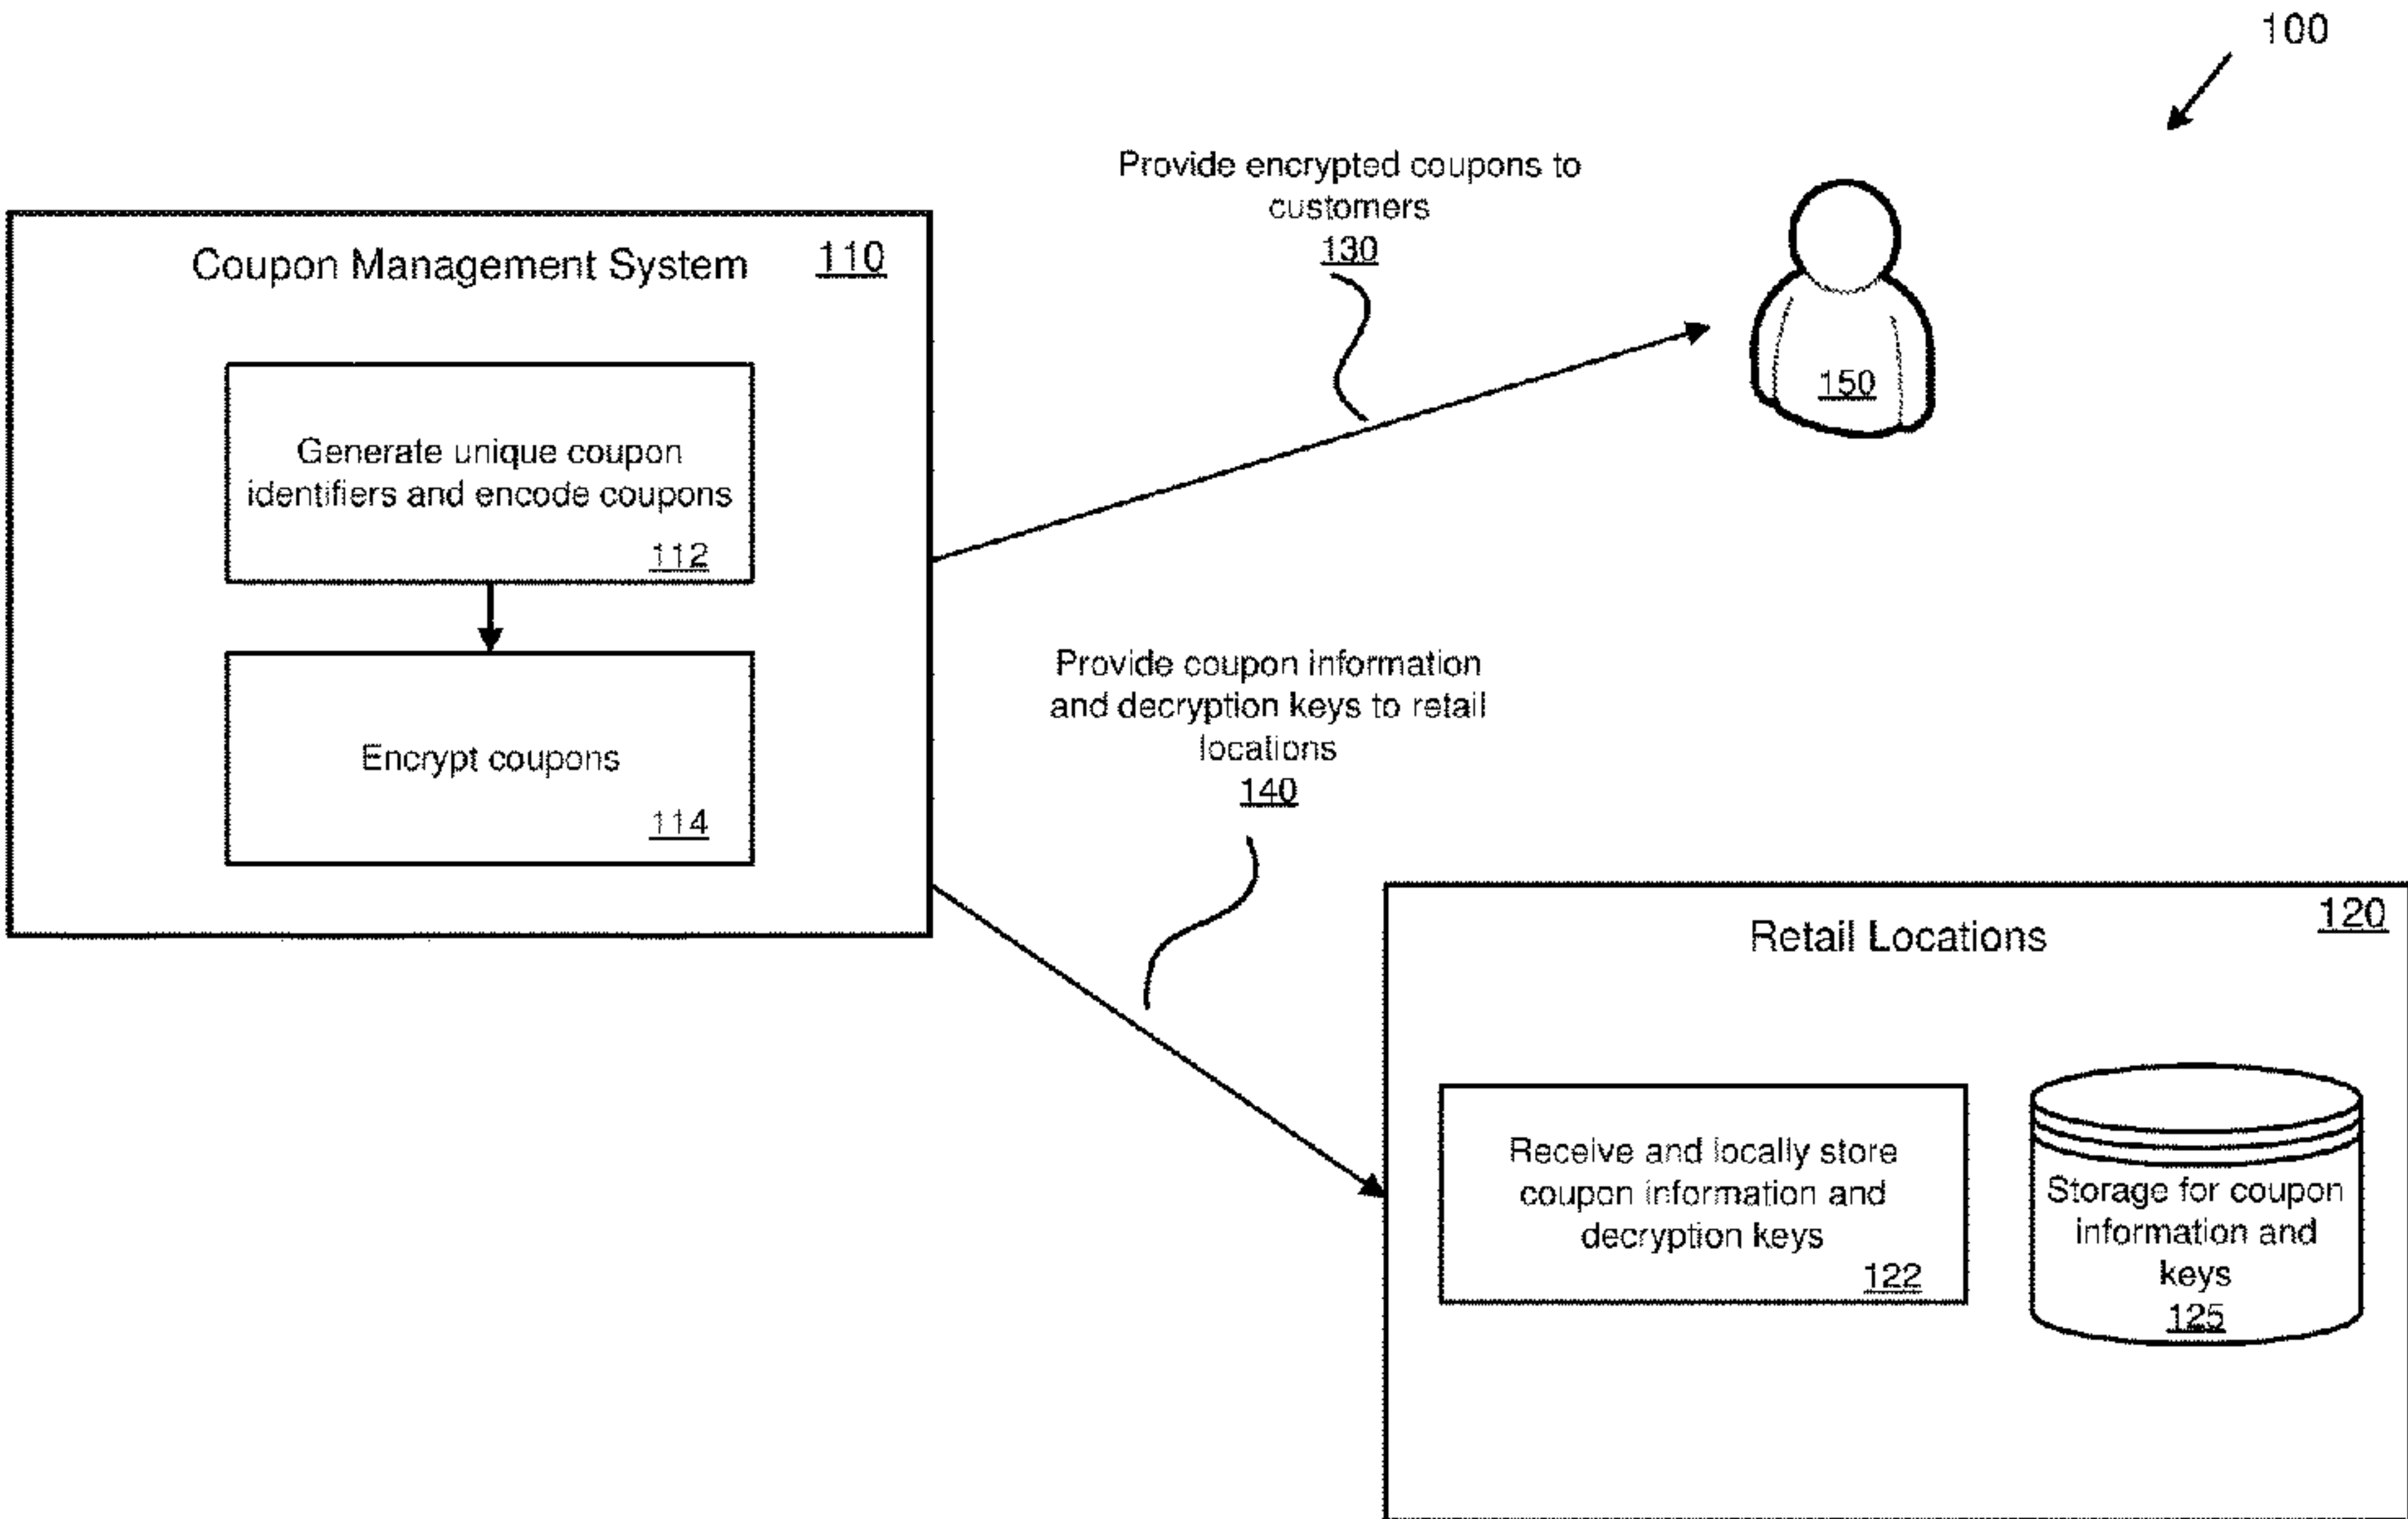 100
Provide encrypted coupons to
customers
130
Coupon Management System 110
150
Generate unique coupon
identifiers and encode coupons
112
Provide coupon information
and decryption keys to retail
locations
140
Encrypt coupons
114
Retail Locations 120
Receive and locally store
coupon information and
decryption keys
122
Storage for coupon
information and
keys
125